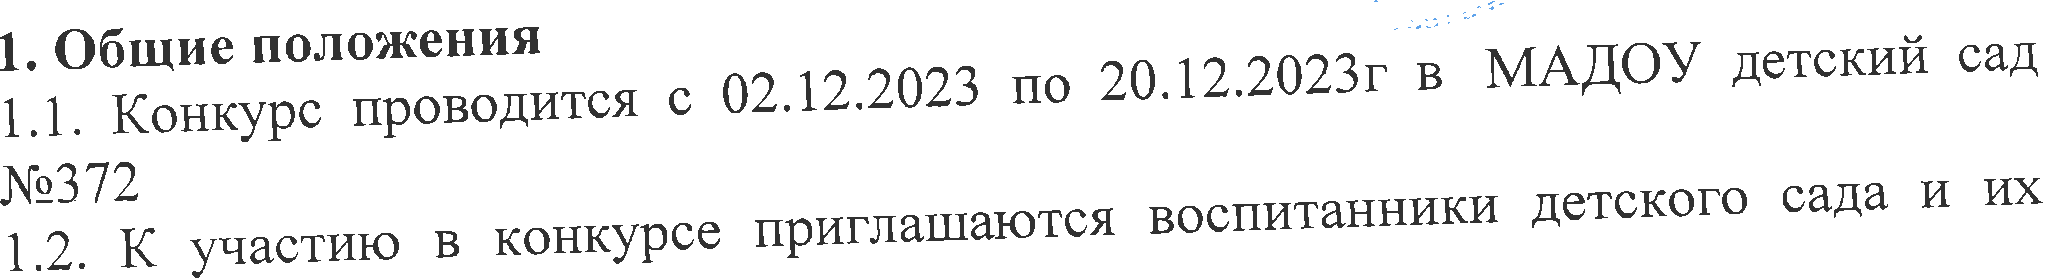 1. Общие положения
1.1. Конкурс проводится с 02.12.2023 по 20.12.2023г в МАДОУ детский сад
№372
1.2. К участию в конкурсе приглашаются воспитанники детского сада и их